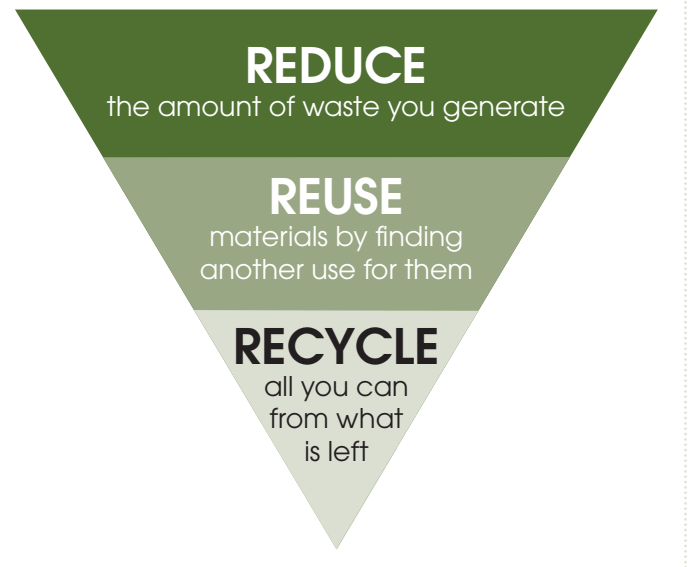 REDUCE
the amount of waste you generate
REUSE
materials by finding
another use for them
RECYCLE
all you can
from what
is left